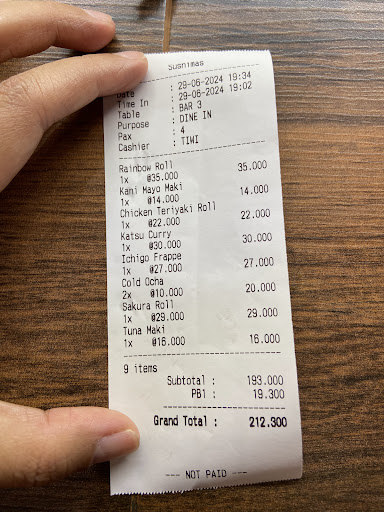 Sushimas
Date : 29-06-2024 19:34
Time In : 29-06-2024 19:02
Table : BAR 3
Purpose : DINE IN
Pax : 4
Cashier : TIWI
Rainbow Roll
1x @35.000 35.000
Kani Mayo Maki
1x @14.000 14.000
Chicken Teriyaki Roll
1x @22.000 22.000
Katsu Curry
1x @30.000 30.000
Ichigo Frappe
1x @27.000 27.000
Cold Ocha
2x @10.000 20.000
Sakura Roll
1x @29.000 29.000
Tuna Maki
1x @16.000 16.000
9 items
Subtotal : 193.000
PB1 : 19.300
Grand Total : 212.300
--- NOT PAID ---